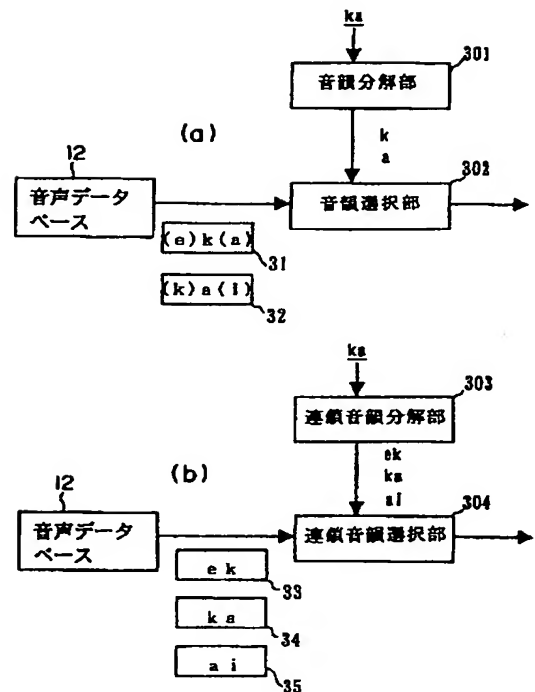 ka
301
音韻分解部
(a)
k
a
12
302
音声データ
ベース
音韻選択部
(e)k(a)
31
(k)a(i)
32
ka
303
連鎖音韻分解部
(b)
ek
ka
ai
12
304
音声データ
ベース
連鎖音韻選択部
ek
33
ka
34
ai
35